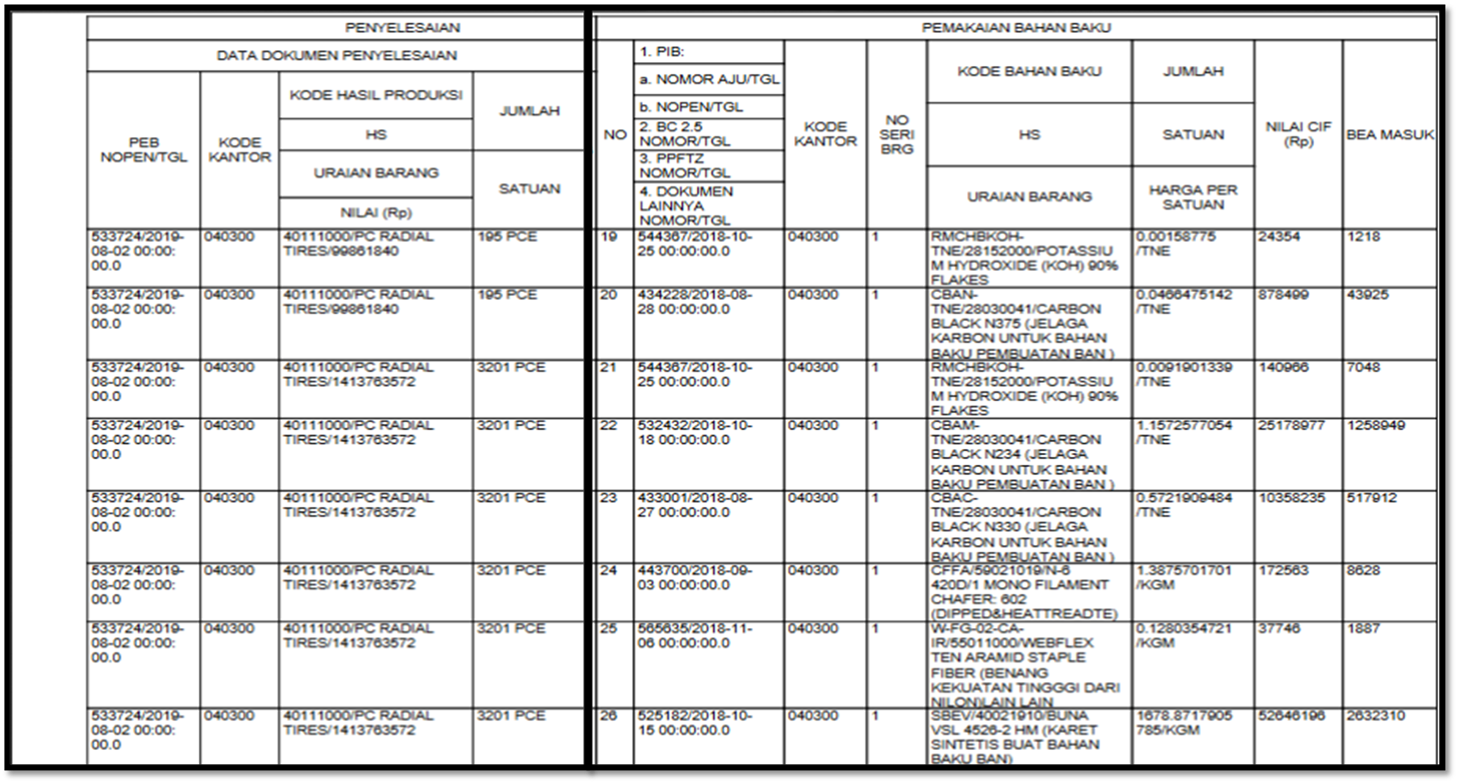 PENYELESAIAN
PEMAKAIAN BAHAN BAKU
DATA DOKUMEN PENYELESAIAN
PEB
NOPEN/TGL
KODE
KANTOR
KODE HASIL PRODUKSI
HS
URAIAN BARANG
NILAI (Rp)
JUMLAH
SATUAN
NO
1. PIB:
a. NOMOR AJU/TGL
b. NOPEN/TGL
2. BC 2.5
NOMOR/TGL
3. PPFTZ
NOMOR/TGL
4. DOKUMEN
LAINNYA
NOMOR/TGL
KODE
KANTOR
NO
SERI
BRG
KODE BAHAN BAKU
HS
URAIAN BARANG
JUMLAH
SATUAN
HARGA PER
SATUAN
NILAI CIF
(Rp)
BEA MASUK
533724/2019-
08-02 00:00:
00.0
040300
40111000/PC RADIAL
TIRES/99861840
195 PCE
19
544367/2018-10-
25 00:00:00.0
040300
1
RMCHBKOH-
TNE/28152000/POTASSIU
M HYDROXIDE (KOH) 90%
FLAKES
0.00158775
/TNE
24354
1218
533724/2019-
08-02 00:00:
00.0
040300
40111000/PC RADIAL
TIRES/99861840
195 PCE
20
434228/2018-08-
28 00:00:00.0
040300
1
CBAN-
TNE/28030041/CARBON
BLACK N375 (JELAGA
KARBON UNTUK BAHAN
BAKU PEMBUATAN BAN )
0.0466475142
/TNE
878499
43925
533724/2019-
08-02 00:00:
00.0
040300
40111000/PC RADIAL
TIRES/1413763572
3201 PCE
21
544367/2018-10-
25 00:00:00.0
040300
1
RMCHBKOH-
TNE/28152000/POTASSIU
M HYDROXIDE (KOH) 90%
FLAKES
0.0091901339
/TNE
140966
7048
533724/2019-
08-02 00:00:
00.0
040300
40111000/PC RADIAL
TIRES/1413763572
3201 PCE
22
532432/2018-10-
18 00:00:00.0
040300
1
CBAM-
TNE/28030041/CARBON
BLACK N234 (JELAGA
KARBON UNTUK BAHAN
BAKU PEMBUATAN BAN )
1.1572577054
/TNE
25178977
1258949
533724/2019-
08-02 00:00:
00.0
040300
40111000/PC RADIAL
TIRES/1413763572
3201 PCE
23
433001/2018-08-
27 00:00:00.0
040300
1
CBAC-
TNE/28030041/CARBON
BLACK N330 (JELAGA
KARBON UNTUK BAHAN
BAKU PEMBUATAN BAN )
0.5721909484
/TNE
10358235
517912
533724/2019-
08-02 00:00:
00.0
040300
40111000/PC RADIAL
TIRES/1413763572
3201 PCE
24
443700/2018-09-
03 00:00:00.0
040300
1
CFFA/59021019/N-6
420D/1 MONO FILAMENT
CHAFER: 602
(DIPPED&HEATTREADTE)
1.3875701701
/KGM
172563
8628
533724/2019-
08-02 00:00:
00.0
040300
40111000/PC RADIAL
TIRES/1413763572
3201 PCE
25
565635/2018-11-
06 00:00:00.0
040300
1
W-FG-02-CA-
IR/55011000/WEBFLEX
TEN ARAMID STAPLE
FIBER (BENANG
KEKUATAN TINGGGI DARI
NILON)LAIN LAIN
0.1280354721
/KGM
37746
1887
533724/2019-
08-02 00:00:
00.0
040300
40111000/PC RADIAL
TIRES/1413763572
3201 PCE
26
525182/2018-10-
15 00:00:00.0
040300
1
SBEV/40021910/BUNA
VSL 4526-2 HM (KARET
SINTETIS BUAT BAHAN
BAKU BAN)
1678.8717905
785/KGM
52646196
2632310